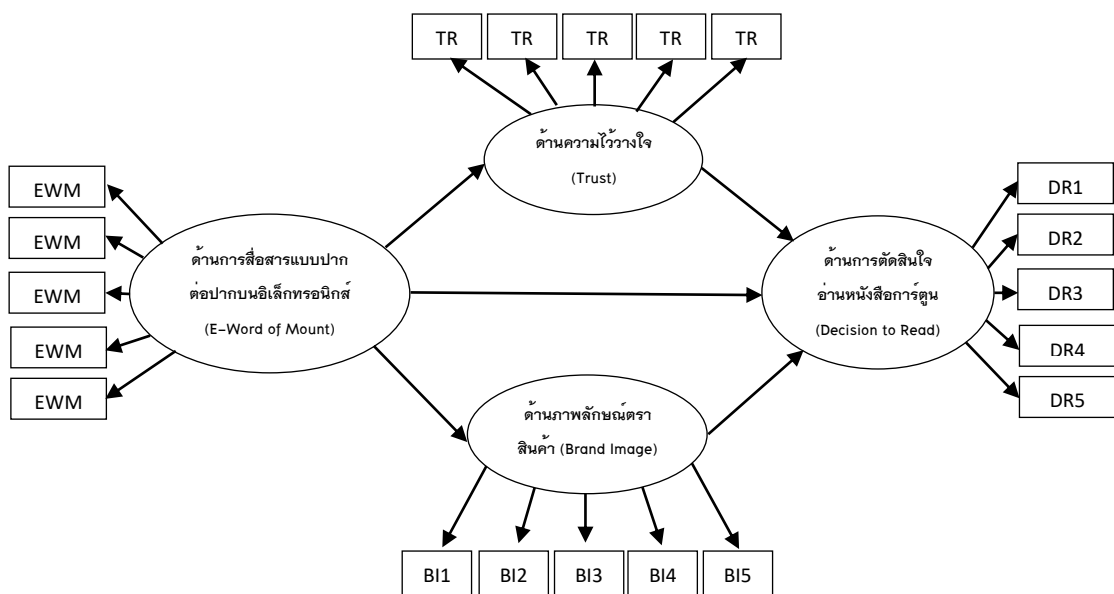 TR TR TR TR TR
ด้านความไว้วางใจ
(Trust)
EWM
EWM
EWM
EWM
EWM
ด้านการสื่อสารแบบปาก
ต่อปากบนอิเล็กทรอนิกส์
(E-Word of Mount)
ด้านการตัดสินใจ
อ่านหนังสือการ์ตูน
(Decision to Read)
DR1
DR2
DR3
DR4
DR5
ด้านภาพลักษณ์ตรา
สินค้า (Brand Image)
BI1 BI2 BI3 BI4 BI5